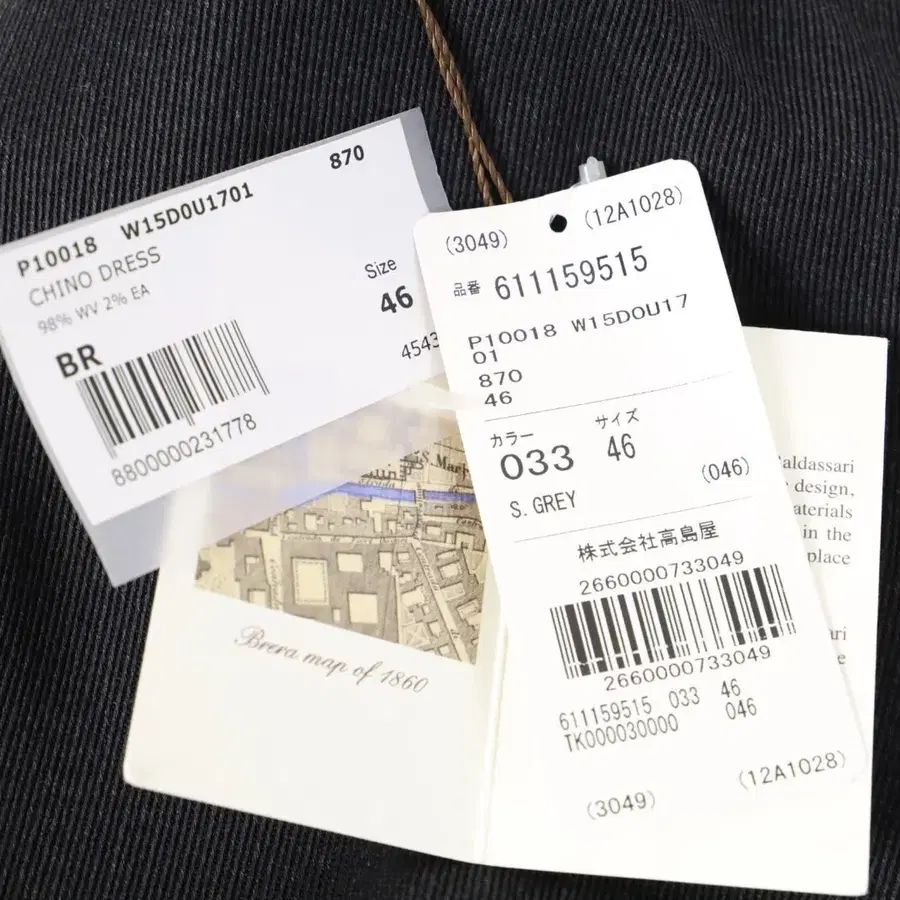 870
P10018 W15D0U1701
CHINO DRESS
98% WV 2% EA
Size
46
BR
4543
8800000231778
(3049) (12A1028)
品番 611159515
P10018 W15D0U17
01
870
46
カラー サイズ
033 46
(046)
S.GREY
株式会社高島屋
2660000733049
2660000733049
611159515 033 46
TK000030000 046
(3049) (12A1028)
S. Mar
Brera map of 1860
aldassari
design,
aterials
in the
place